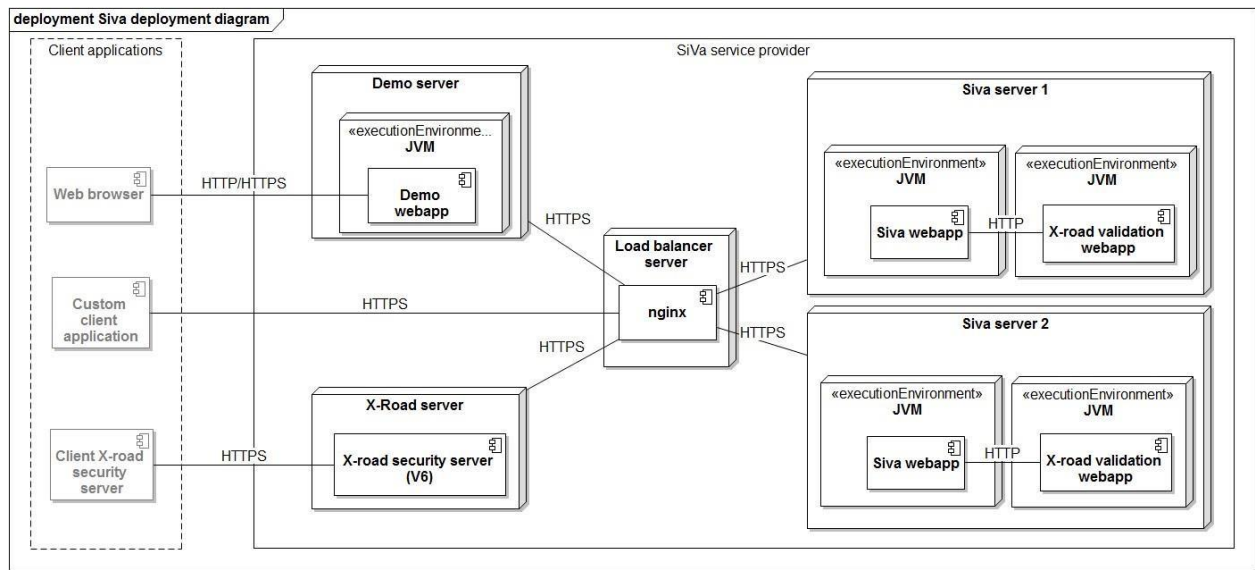 deployment Siva deployment diagram
Client applications
SiVa service provider
Demo server
«executionEnvironme...
JVM
Demo
webapp
Web browser
HTTP/HTTPS
HTTPS
Custom
client
application
HTTPS
HTTPS
Load balancer
server
nginx
X-Road server
X-road security server
(V6)
Client X-road
security
server
HTTPS
HTTPS
HTTPS
Siva server 1
«executionEnvironment»
JVM
Siva webapp
HTTP
«executionEnvironment»
JVM
X-road validation
webapp
Siva server 2
«executionEnvironment»
JVM
Siva webapp
HTTP
«executionEnvironment»
JVM
X-road validation
webapp